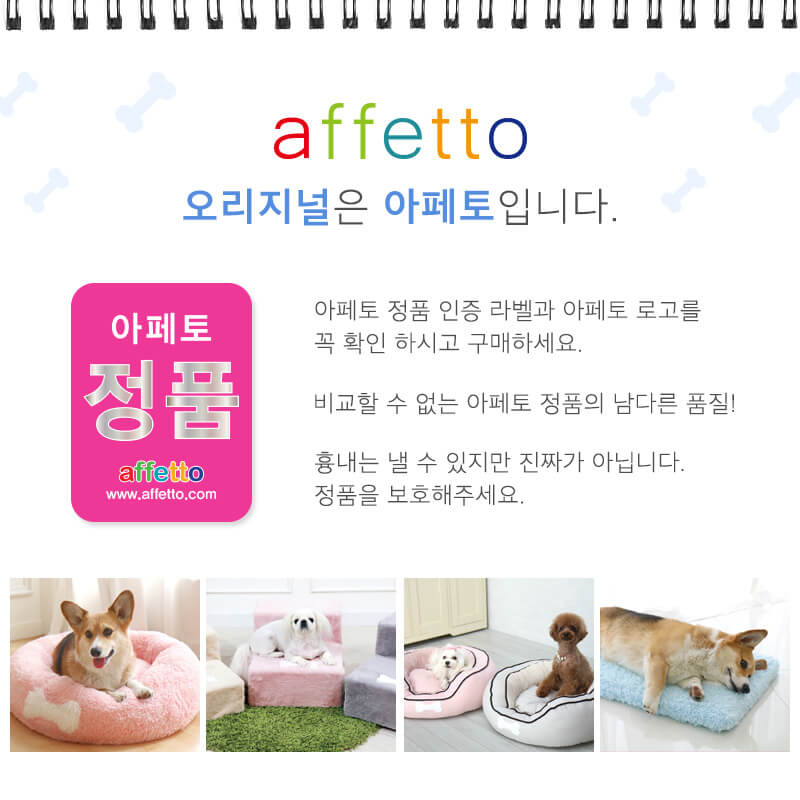 affetto
오리지널은 아페토입니다.
아페토
정품
affetto
www.affetto.com
아페토 정품 인증 라벨과 아페토 로고를
꼭 확인 하시고 구매하세요.
비교할 수 없는 아페토 정품의 남다른 품질!
흉내는 낼 수 있지만 진짜가 아닙니다.
정품을 보호해주세요.